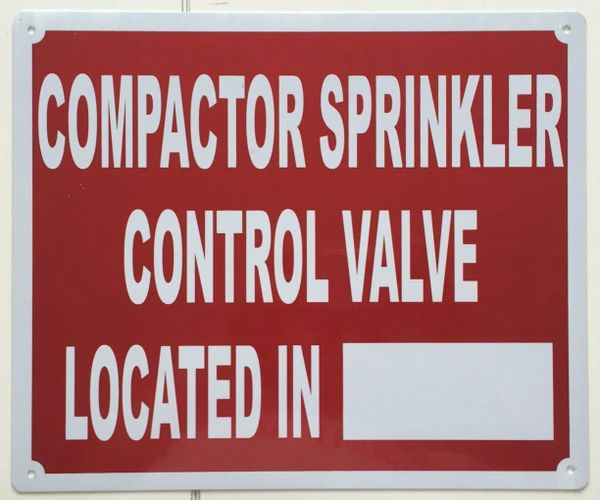 COMPACTOR SPRINKLER
CONTROL VALVE
LOCATED IN